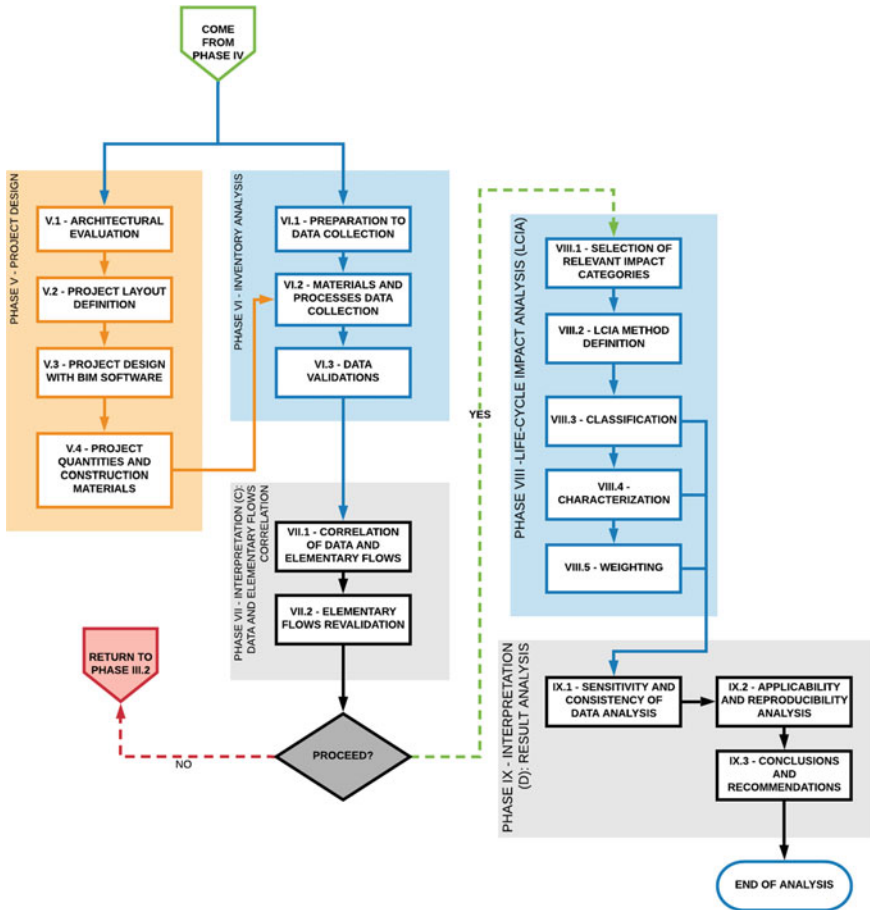 COME
FROM
PHASE IV
PHASE V - PROJECT DESIGN
V.1 - ARCHITECTURAL
EVALUATION
V.2 - PROJECT LAYOUT
DEFINITION
V.3 - PROJECT DESIGN
WITH BIM SOFTWARE
V.4 - PROJECT
QUANTITIES AND
CONSTRUCTION
MATERIALS
PHASE VI - INVENTORY ANALYSIS
VI.1 - PREPARATION TO
DATA COLLECTION
VI.2 - MATERIALS AND
PROCESSES DATA
COLLECTION
VI.3 - DATA
VALIDATIONS
PHASE VII - INTERPRETATION (C):
DATA AND ELEMENTARY FLOWS
CORRELATION
VII.1 - CORRELATION
OF DATA AND
ELEMENTARY FLOWS
VII.2 - ELEMENTARY
FLOWS REVALIDATION
PROCEED?
NO
RETURN TO
PHASE III.2
YES
PHASE VIII -LIFE-CYCLE IMPACT ANALYSIS (LCIA)
VIII.1 - SELECTION OF
RELEVANT IMPACT
CATEGORIES
VIII.2 - LCIA METHOD
DEFINITION
VIII.3 - CLASSIFICATION
VIII.4 -
CHARACTERIZATION
VIII.5 - WEIGHTING
PHASE IX - INTERPRETATION
(D): RESULT ANALYSIS
IX.1 - SENSITIVITY AND
CONSISTENCY OF
DATA ANALYSIS
IX.2 - APPLICABILITY
AND REPRODUCIBILITY
ANALYSIS
IX.3 - CONCLUSIONS
AND
RECOMMENDATIONS
END OF ANALYSIS